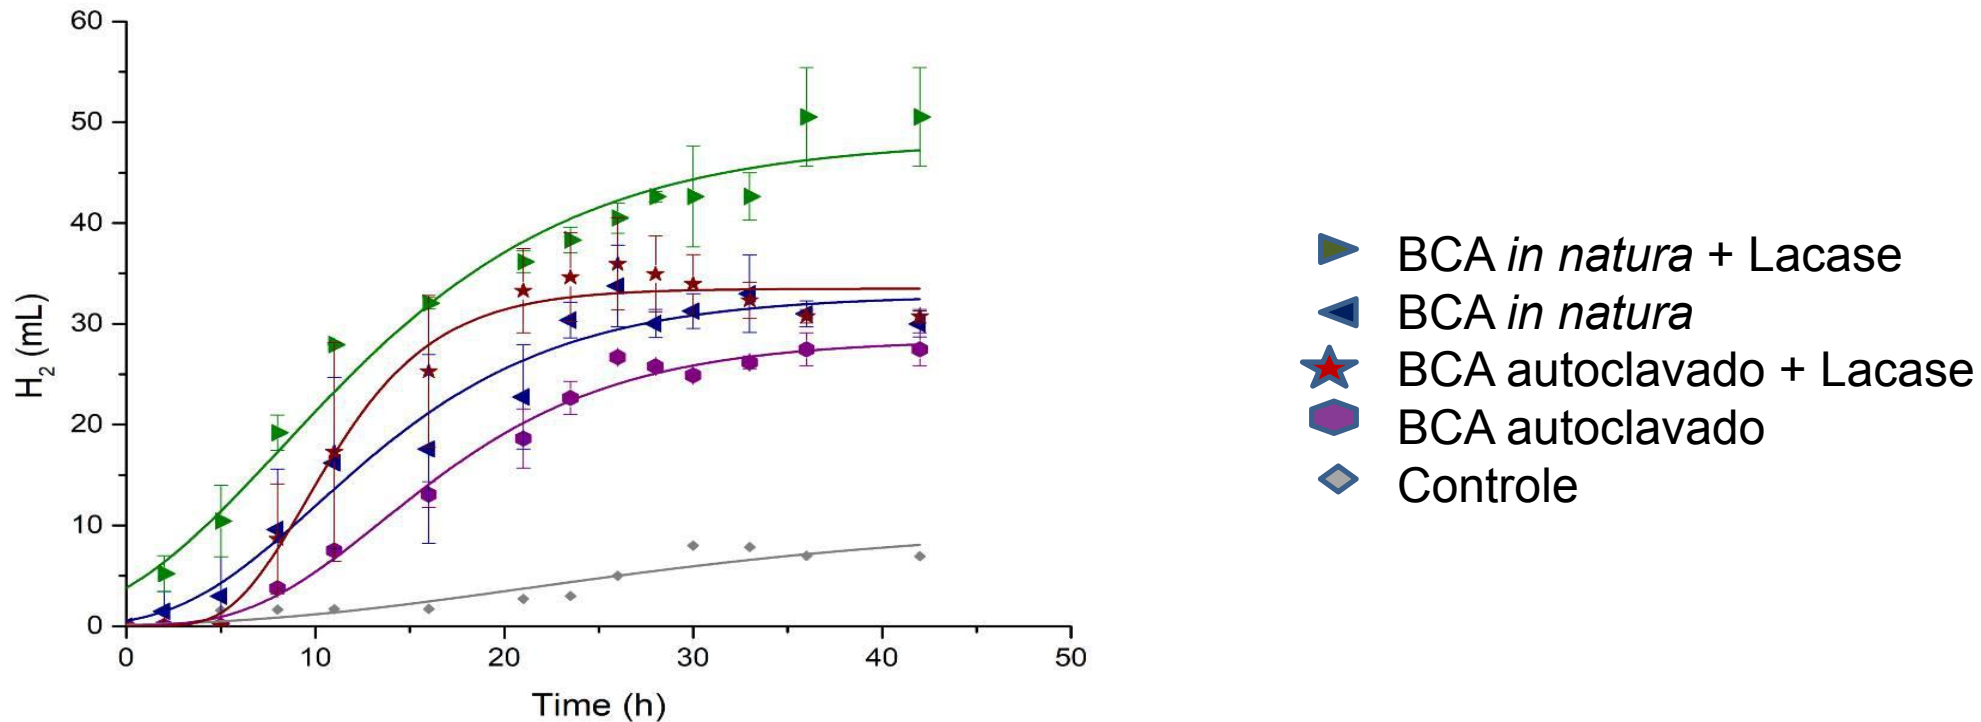 60
50
40
30
20
10
0
H2 (mL)
0 10 20 30 40 50
Time (h)
BCA in natura + Lacase
BCA in natura
BCA autoclavado + Lacase
BCA autoclavado
Controle